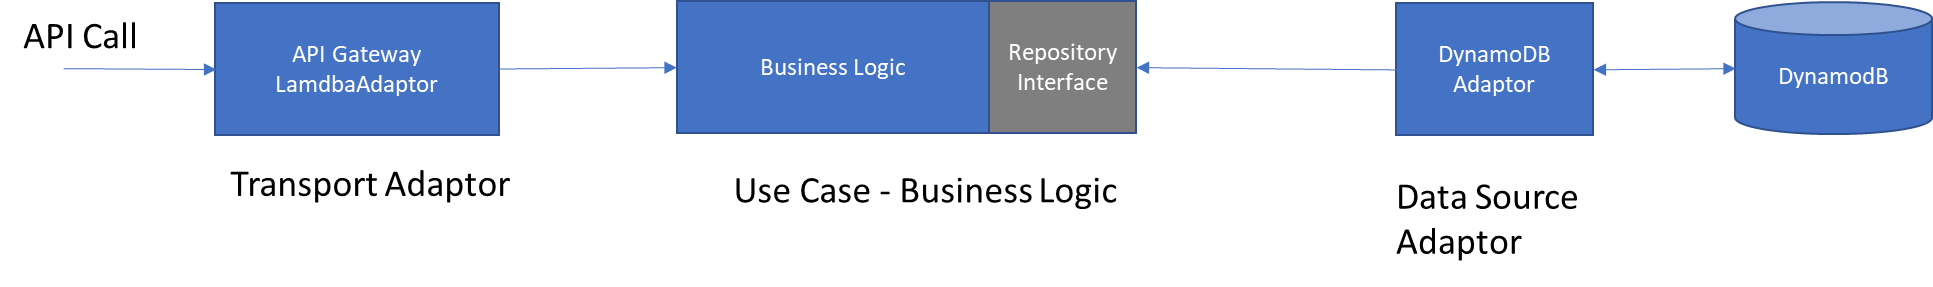 API Call
API Gateway
LamdbaAdaptor
Business Logic
Repository
Interface
DynamoDB
Adaptor
DynamodB
Transport Adaptor
Use Case - Business Logic
Data Source
Adaptor